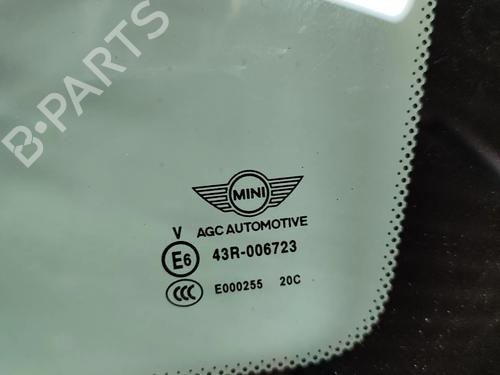 B-PARTS
MINI
V AGC AUTOMOTIVE
E6 43R-006723
CCC E000255 20C